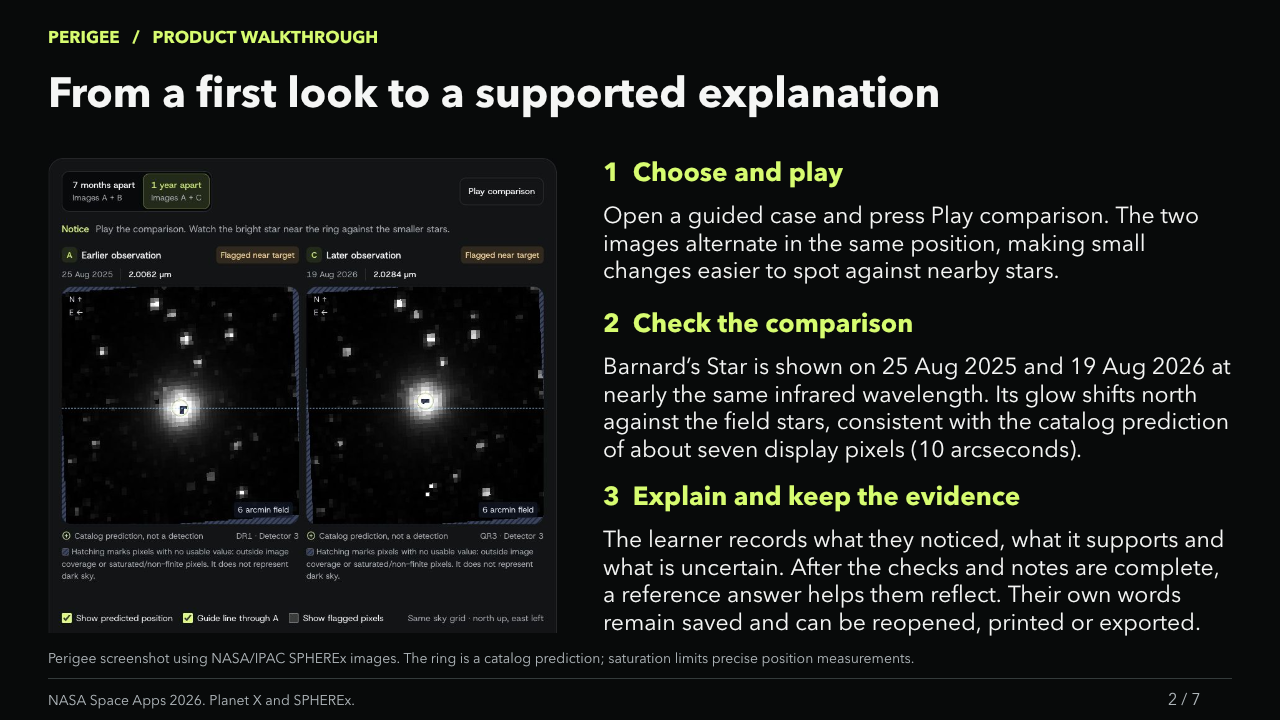 PERIGEE / PRODUCT WALKTHROUGH
From a first look to a supported explanation
7 months apart
Images A + B
1 year apart
Images A + C
Play comparison
Notice Play the comparison. Watch the bright star near the ring against the smaller stars.
A Earlier observation Flagged near target
25 Aug 2025 2.0062 µm
C Later observation Flagged near target
19 Aug 2026 2.0284 µm
N ↑
E ←
6 arcmin field
N ↑
E ←
6 arcmin field
Catalog prediction, not a detection DR1 · Detector 3
Hatching marks pixels with no usable value: outside image
coverage or saturated/non-finite pixels. It does not represent
dark sky.
Catalog prediction, not a detection QR3 · Detector 3
Hatching marks pixels with no usable value: outside image
coverage or saturated/non-finite pixels. It does not represent
dark sky.
Show predicted position Guide line through A Show flagged pixels Same sky grid · north up, east left
1 Choose and play
Open a guided case and press Play comparison. The two
images alternate in the same position, making small
changes easier to spot against nearby stars.
2 Check the comparison
Barnard’s Star is shown on 25 Aug 2025 and 19 Aug 2026 at
nearly the same infrared wavelength. Its glow shifts north
against the field stars, consistent with the catalog prediction
of about seven display pixels (10 arcseconds).
3 Explain and keep the evidence
The learner records what they noticed, what it supports and
what is uncertain. After the checks and notes are complete,
a reference answer helps them reflect. Their own words
remain saved and can be reopened, printed or exported.
Perigee screenshot using NASA/IPAC SPHEREx images. The ring is a catalog prediction; saturation limits precise position measurements.
NASA Space Apps 2026. Planet X and SPHEREx.
2 / 7